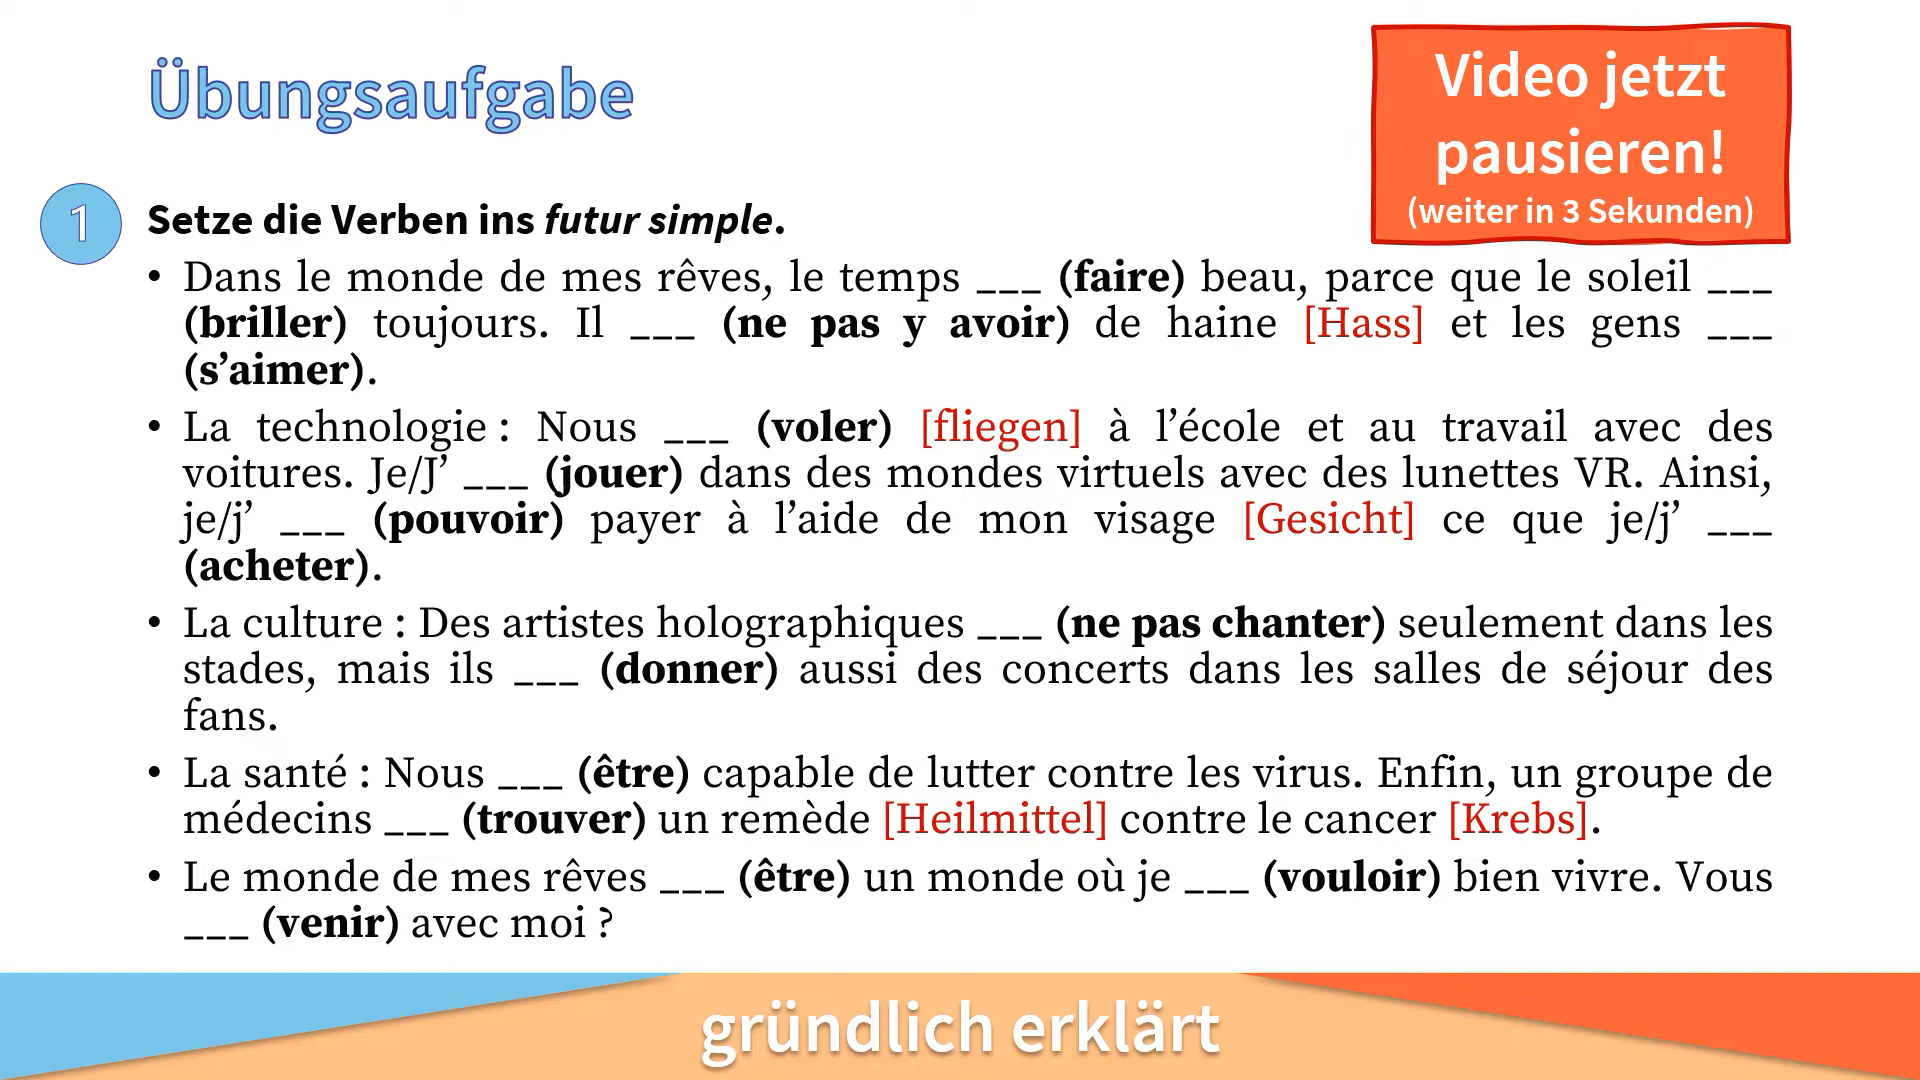 Übungsaufgabe
Video jetzt
pausieren!
(weiter in 3 Sekunden)
1
Setze die Verben ins futur simple.
• Dans le monde de mes rêves, le temps ___ (faire) beau, parce que le soleil ___
(briller) toujours. Il ___ (ne pas y avoir) de haine [Hass] et les gens ___
(s’aimer).
• La technologie : Nous ___ (voler) [fliegen] à l’école et au travail avec des
voitures. Je/J’ ___ (jouer) dans des mondes virtuels avec des lunettes VR. Ainsi,
je/j’ ___ (pouvoir) payer à l’aide de mon visage [Gesicht] ce que je/j’ ___
(acheter).
• La culture : Des artistes holographiques ___ (ne pas chanter) seulement dans les
stades, mais ils ___ (donner) aussi des concerts dans les salles de séjour des
fans.
• La santé : Nous ___ (être) capable de lutter contre les virus. Enfin, un groupe de
médecins ___ (trouver) un remède [Heilmittel] contre le cancer [Krebs].
• Le monde de mes rêves ___ (être) un monde où je ___ (vouloir) bien vivre. Vous
___ (venir) avec moi ?
gründlich erklärt